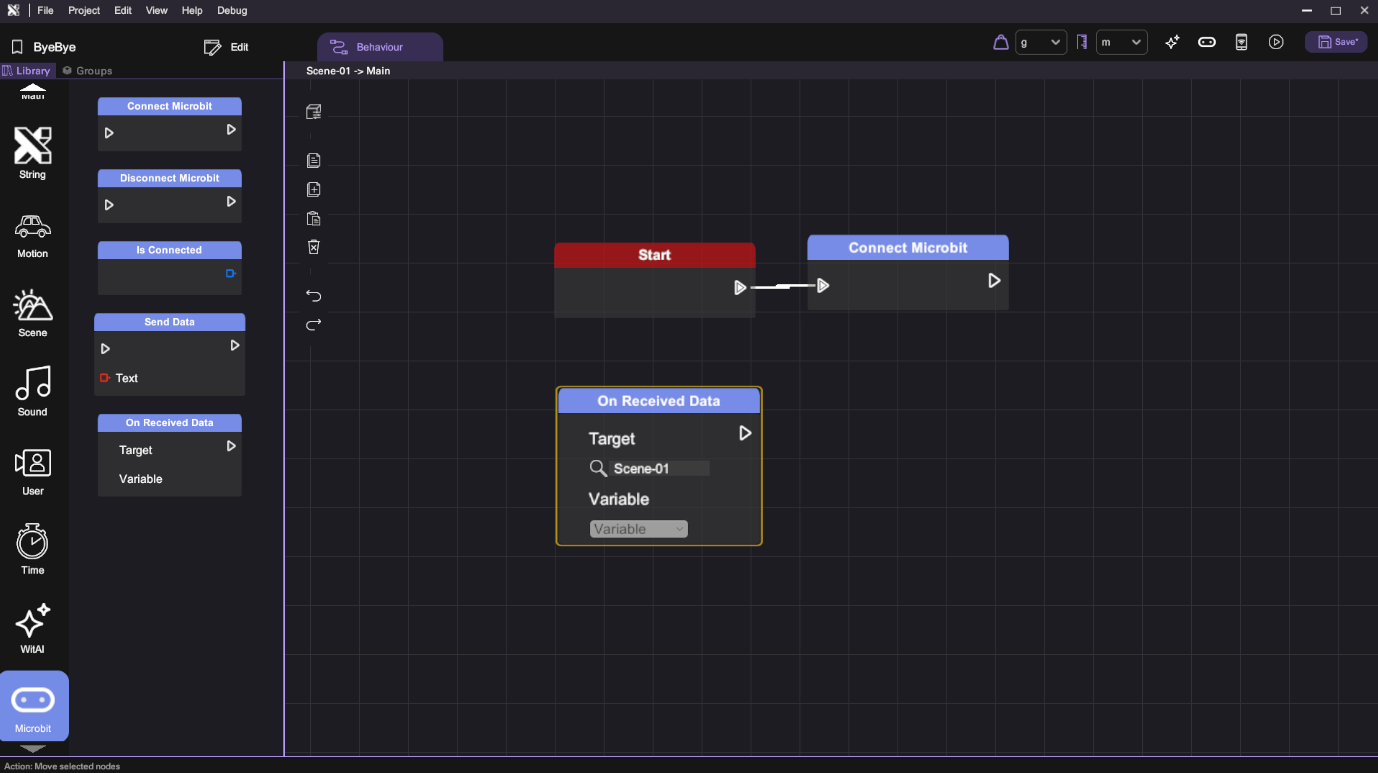 File Project Edit View Help Debug
ByeBye
Edit
Behaviour
g
m
Save*
Library
Groups
Scene-01 -> Main
Math
String
Motion
Scene
Sound
User
Time
WitAI
Microbit
Connect Microbit
Disconnect Microbit
Is Connected
Send Data
Text
On Received Data
Target
Variable
Start
Connect Microbit
On Received Data
Target
Scene-01
Variable
Variable
Action: Move selected nodes